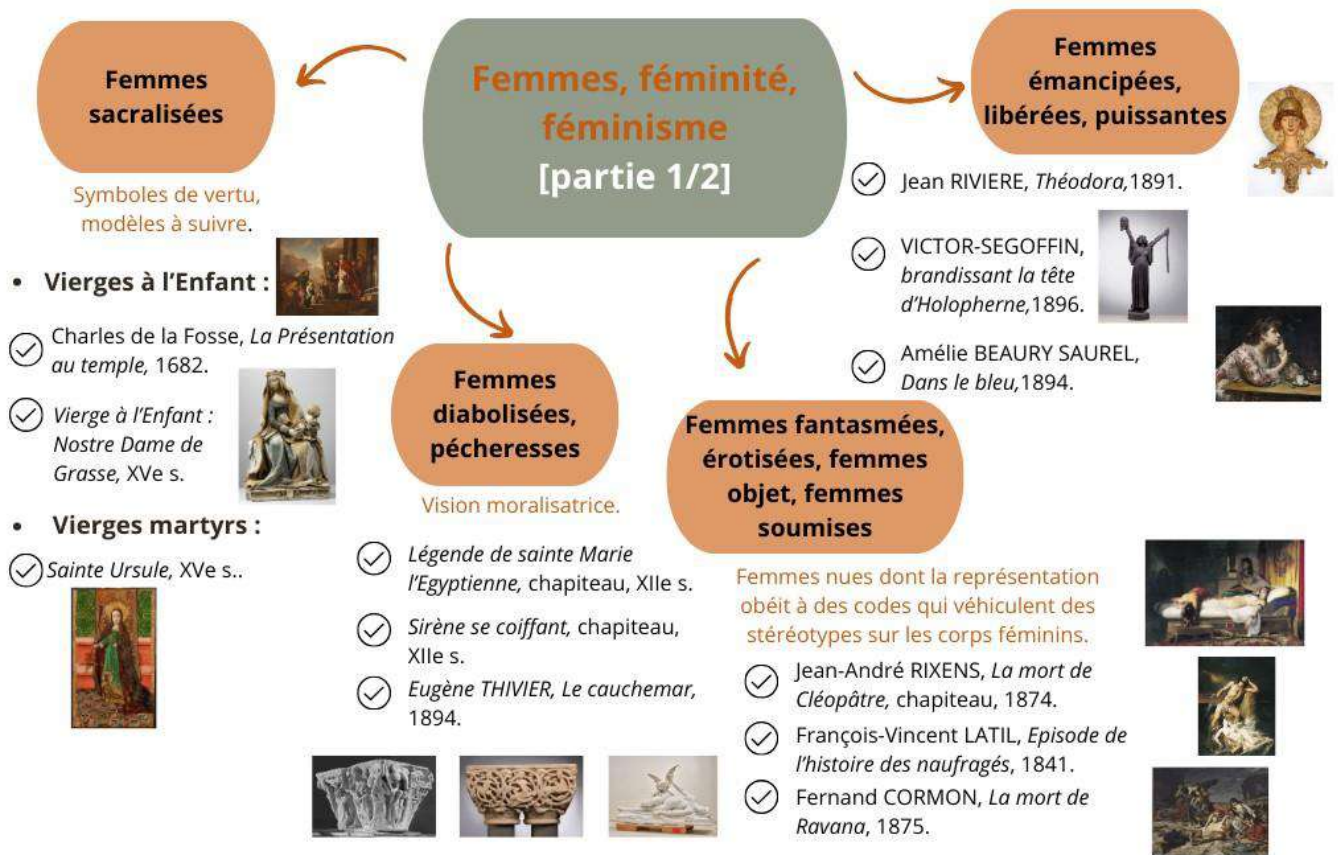 Femmes, féminité,
féminisme
[partie 1/2]
Femmes
sacralisées
Symboles de vertu,
modèles à suivre.
• Vierges à l’Enfant :
Charles de la Fosse, La Présentation
au temple, 1682.
Vierge à l’Enfant :
Nostre Dame de
Grasse, XVe s.
• Vierges martyrs :
Sainte Ursule, XVe s..
Femmes
diabolisées,
pécheresses
Vision moralisatrice.
Légende de sainte Marie
l’Egyptienne, chapiteau, XIIe s.
Sirène se coiffant, chapiteau,
XIIe s.
Eugène THIVIER, Le cauchemar,
1894.
Femmes fantasmées,
érotisées, femmes
objet, femmes
soumises
Femmes nues dont la représentation
obéit à des codes qui véhiculent des
stéréotypes sur les corps féminins.
Jean-André RIXENS, La mort de
Cléopâtre, chapiteau, 1874.
François-Vincent LATIL, Episode de
l’histoire des naufragés, 1841.
Fernand CORMON, La mort de
Ravana, 1875.
Femmes
émancipées,
libérées, puissantes
Jean RIVIERE, Théodora,1891.
VICTOR-SEGOFFIN,
brandissant la tête
d’Holopherne,1896.
Amélie BEAURY SAUREL,
Dans le bleu,1894.